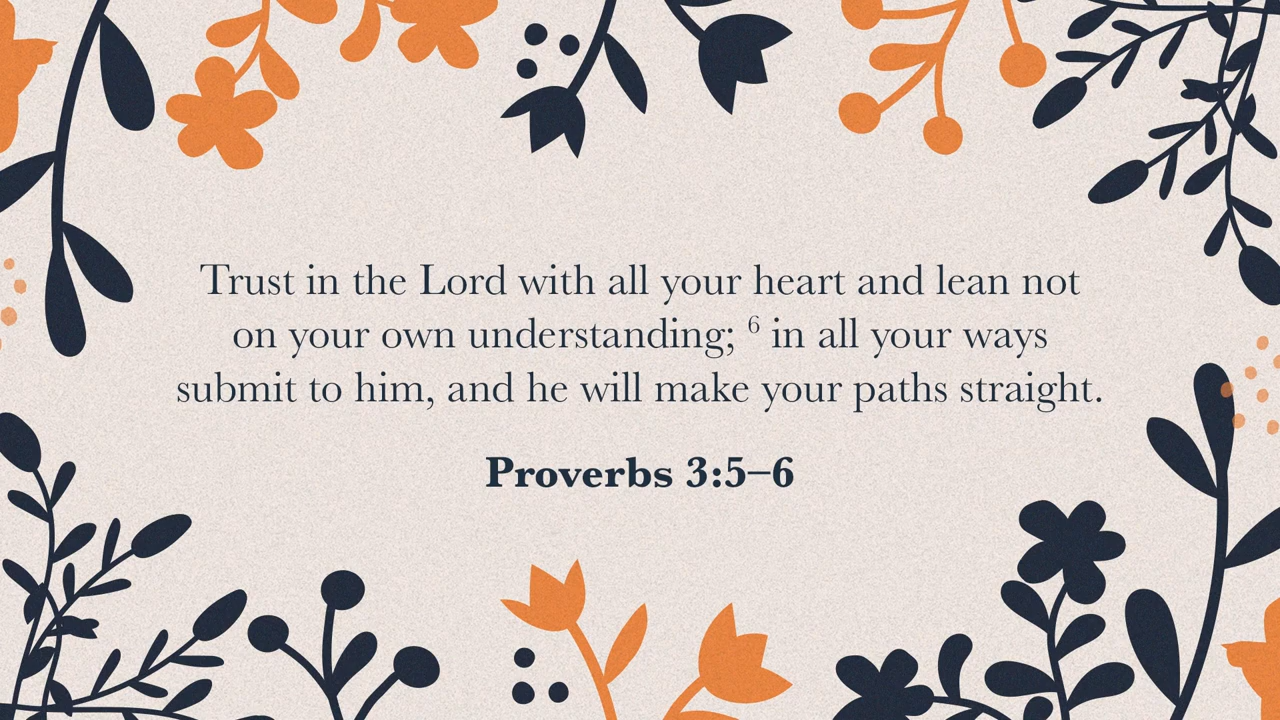 Trust in the Lord with all your heart and lean not
on your own understanding; ⁶ in all your ways
submit to him, and he will make your paths straight.
Proverbs 3:5–6